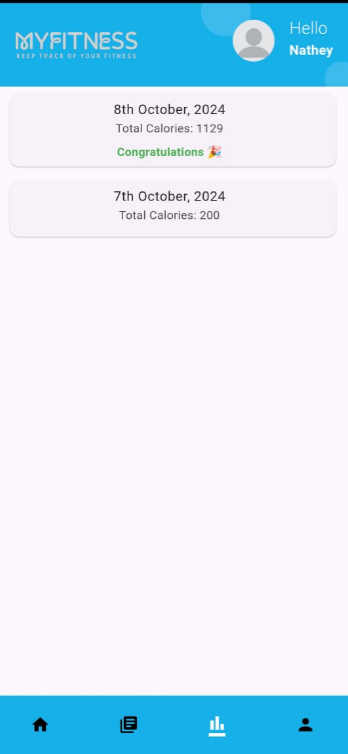 MYFITNESS
KEEP TRACK OF YOUR FITNESS
Hello
Nathey
8th October, 2024
Total Calories: 1129
Congratulations 🎉
7th October, 2024
Total Calories: 200